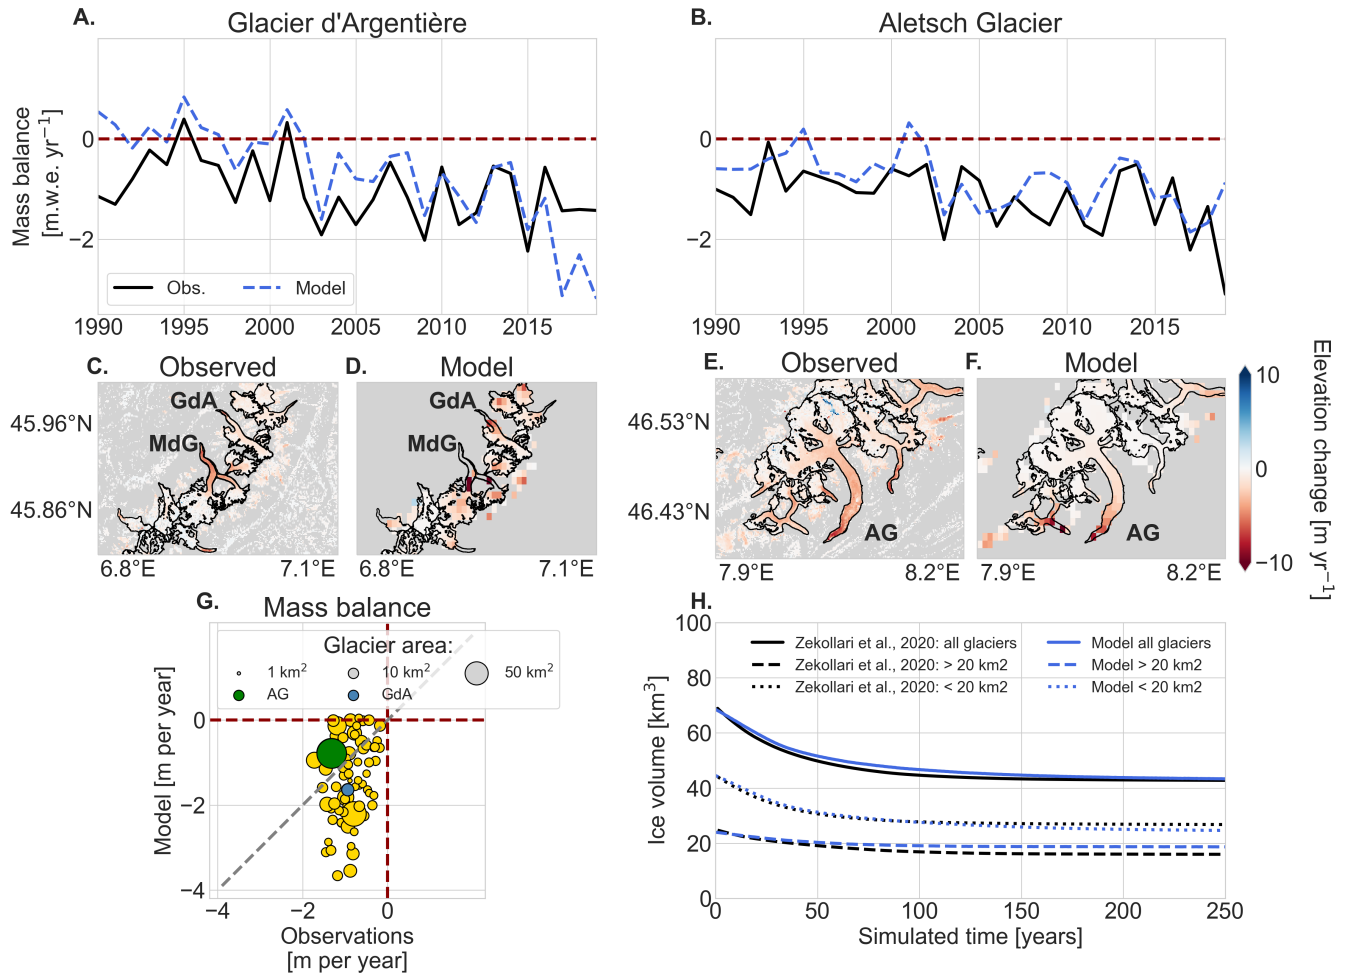 A.
Glacier d'Argentière
B.
Aletsch Glacier
Mass balance
[m.w.e. yr⁻¹]
0
−2
Obs.
Model
1990
1995
2000
2005
2010
2015
0
−2
1990
1995
2000
2005
2010
2015
C.
Observed
D.
Model
E.
Observed
F.
Model
45.96°N
45.86°N
GdA
MdG
6.8°E
7.1°E
GdA
MdG
6.8°E
7.1°E
46.53°N
46.43°N
AG
7.9°E
8.2°E
AG
7.9°E
8.2°E
10
0
−10
Elevation change [m yr⁻¹]
G.
Mass balance
Glacier area:
1 km²
10 km²
50 km²
AG
GdA
Model [m per year]
0
−2
−4
−4
−2
0
Observations
[m per year]
H.
Zekollari et al., 2020: all glaciers
Model all glaciers
Zekollari et al., 2020: > 20 km2
Model > 20 km2
Zekollari et al., 2020: < 20 km2
Model < 20 km2
Ice volume [km³]
100
80
60
40
20
0
0
50
100
150
200
250
Simulated time [years]